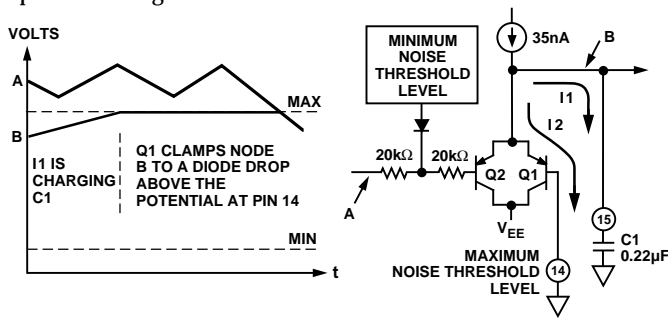 VOLTS
A
B
MAX
I1 IS
CHARGING
C1
Q1 CLAMPS NODE
B TO A DIODE DROP
ABOVE THE
POTENTIAL AT PIN 14
MIN
t
MINIMUM
NOISE
THRESHOLD
LEVEL
35nA
B
I1
I2
20kΩ
20kΩ
Q2
Q1
A
VEE
15
C1
0.22µF
MAXIMUM
NOISE THRESHOLD
LEVEL
14